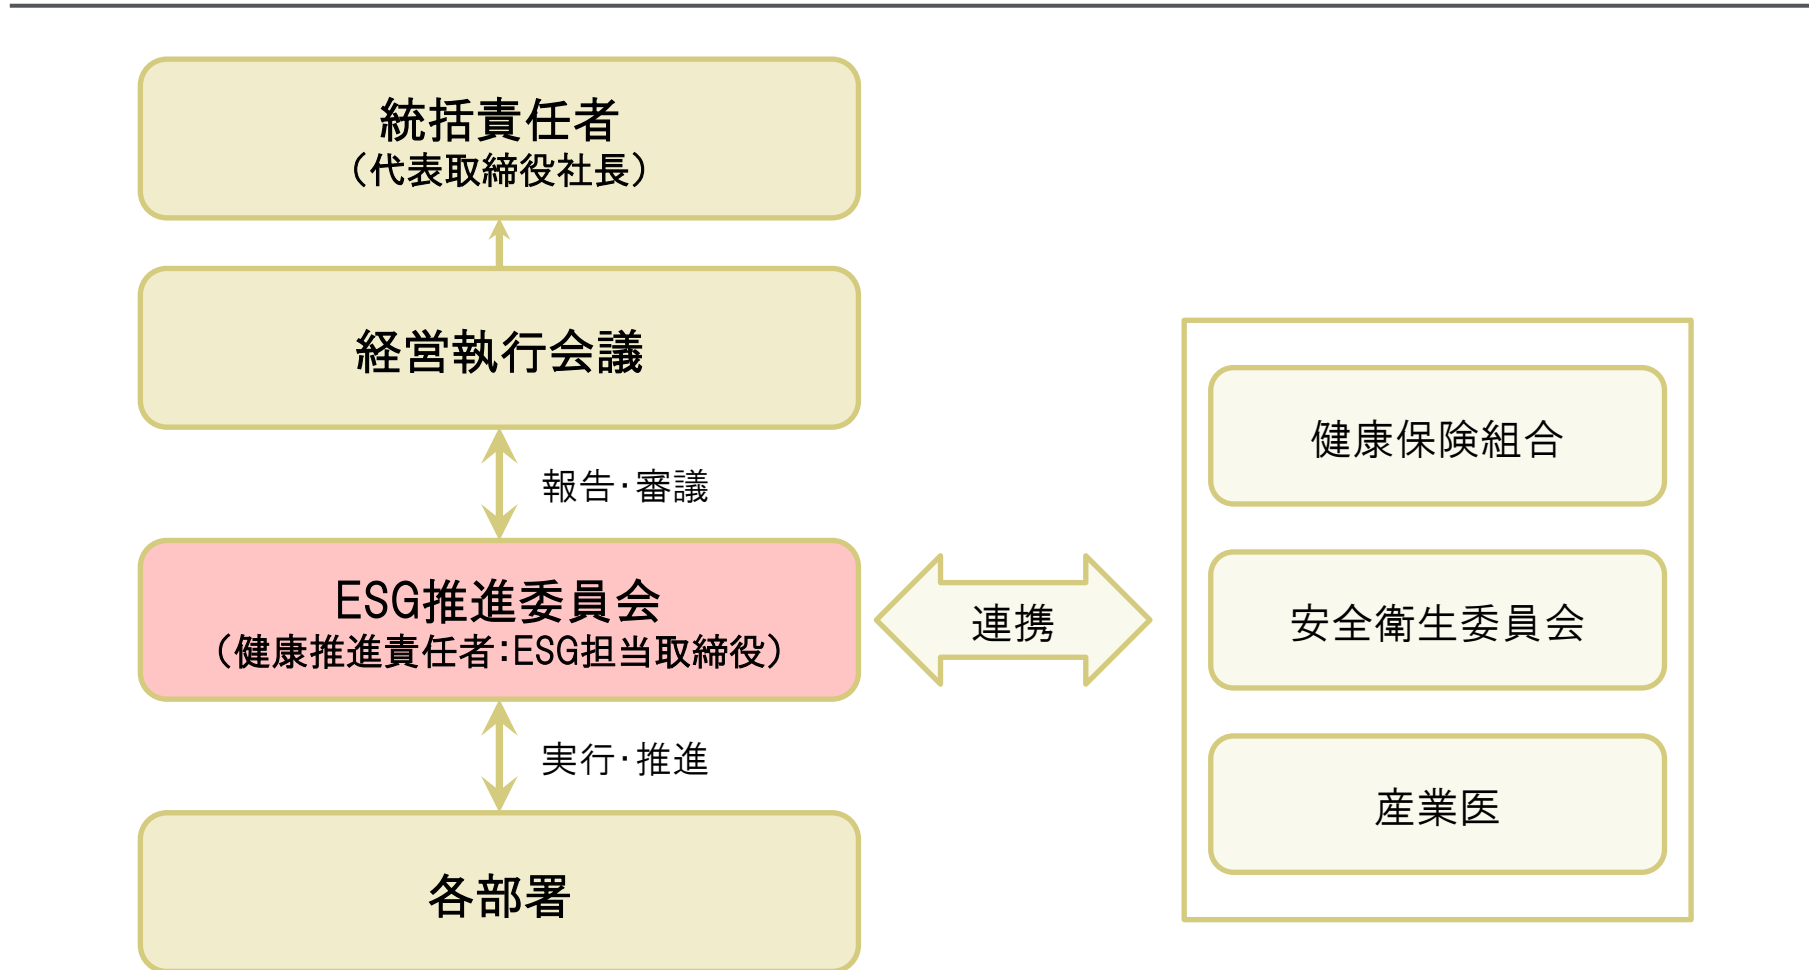 統括責任者
（代表取締役社長）
経営執行会議
報告・審議
ESG推進委員会
（健康推進責任者：ESG担当取締役）
実行・推進
各部署
連携
健康保険組合
安全衛生委員会
産業医